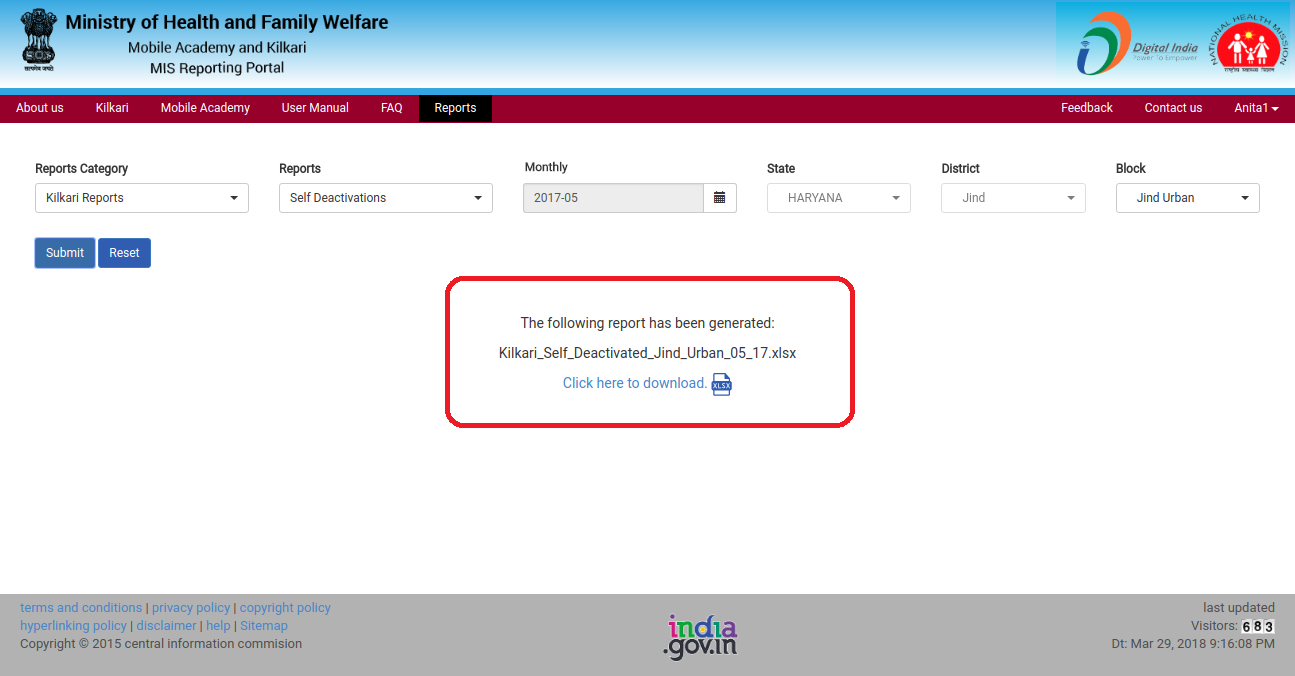 Ministry of Health and Family Welfare
Mobile Academy and Kilkari
MIS Reporting Portal
सत्यमेव जयते
Digital India
Power To Empower
NATIONAL HEALTH MISSION
राष्ट्रीय स्वास्थ्य मिशन
About us Kilkari Mobile Academy User Manual FAQ Reports Feedback Contact us Anita1
Reports Category Reports Monthly State District Block
Kilkari Reports Self Deactivations 2017-05 HARYANA Jind Jind Urban
Submit Reset
The following report has been generated:
Kilkari_Self_Deactivated_Jind_Urban_05_17.xlsx
Click here to download. XLSX
terms and conditions | privacy policy | copyright policy
hyperlinking policy | disclaimer | help | Sitemap
Copyright © 2015 central information commision
india
.gov.in
last updated
Visitors: 683
Dt: Mar 29, 2018 9:16:08 PM